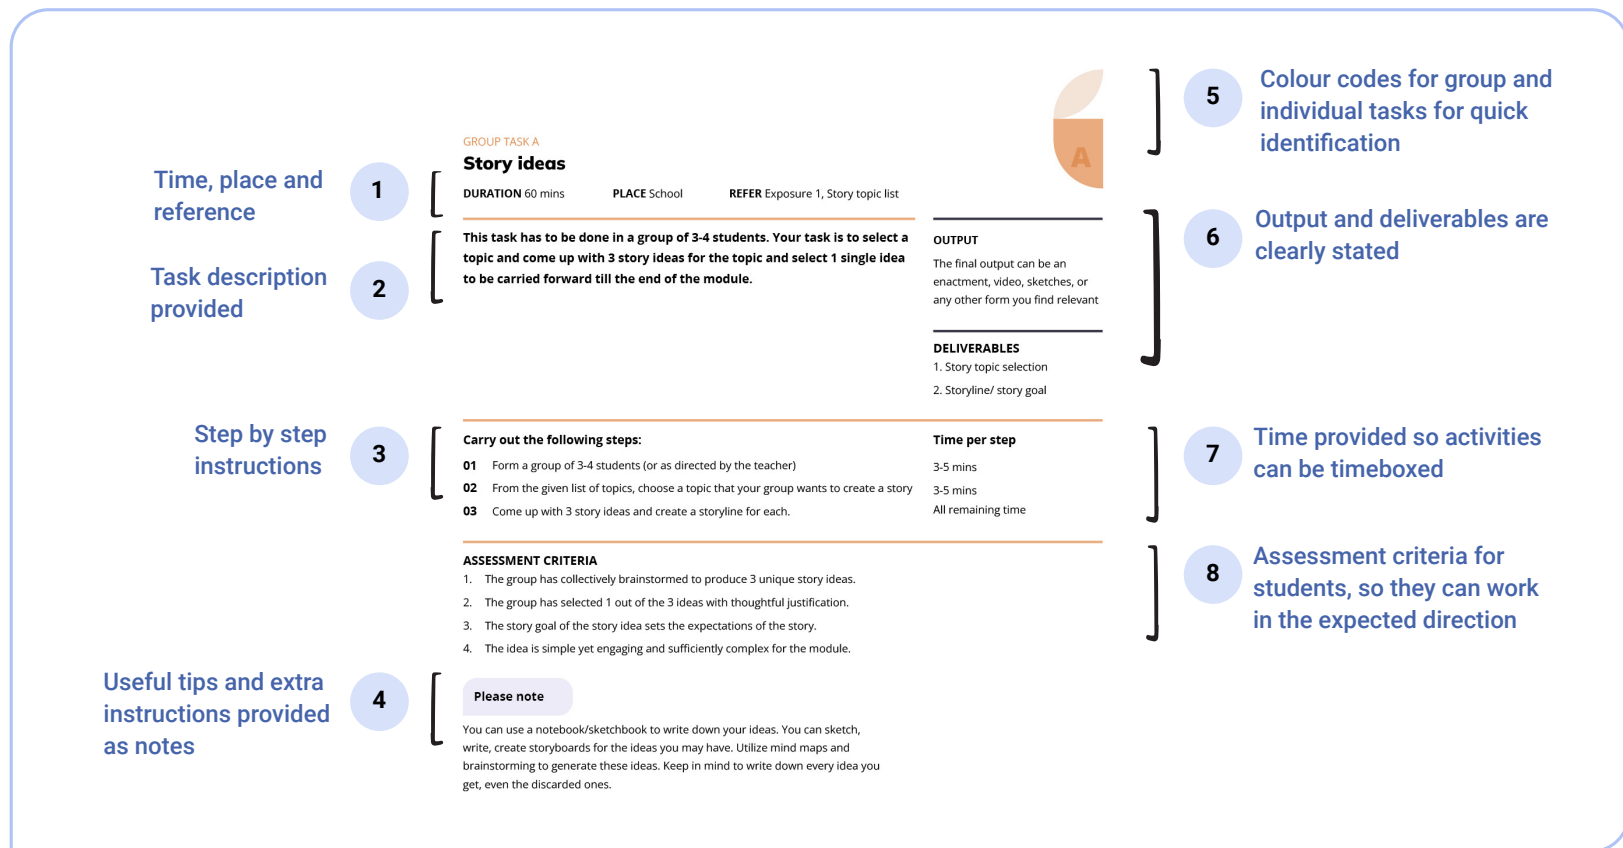 1
Time, place and
reference
2
Task description
provided
3
Step by step
instructions
4
Useful tips and extra
instructions provided
as notes
GROUP TASK A
Story ideas
DURATION 60 mins PLACE School REFER Exposure 1, Story topic list
A
This task has to be done in a group of 3-4 students. Your task is to select a
topic and come up with 3 story ideas for the topic and select 1 single idea
to be carried forward till the end of the module.
OUTPUT
The final output can be an
enactment, video, sketches, or
any other form you find relevant
DELIVERABLES
1. Story topic selection
2. Storyline/ story goal
Carry out the following steps:
01 Form a group of 3-4 students (or as directed by the teacher)
02 From the given list of topics, choose a topic that your group wants to create a story
03 Come up with 3 story ideas and create a storyline for each.
Time per step
3-5 mins
3-5 mins
All remaining time
ASSESSMENT CRITERIA
1. The group has collectively brainstormed to produce 3 unique story ideas.
2. The group has selected 1 out of the 3 ideas with thoughtful justification.
3. The story goal of the story idea sets the expectations of the story.
4. The idea is simple yet engaging and sufficiently complex for the module.
Please note
You can use a notebook/sketchbook to write down your ideas. You can sketch,
write, create storyboards for the ideas you may have. Utilize mind maps and
brainstorming to generate these ideas. Keep in mind to write down every idea you
get, even the discarded ones.
5
Colour codes for group and
individual tasks for quick
identification
6
Output and deliverables are
clearly stated
7
Time provided so activities
can be timeboxed
8
Assessment criteria for
students, so they can work
in the expected direction